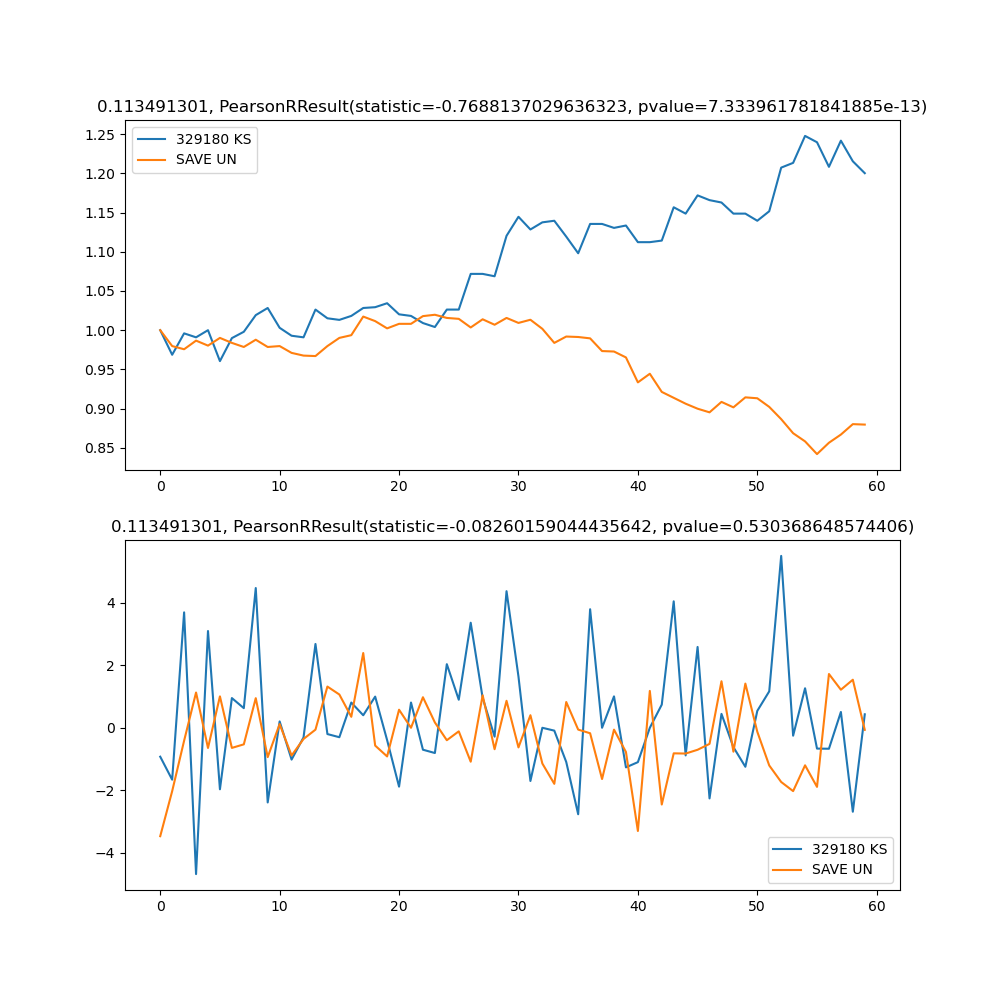 0.113491301, PearsonRResult(statistic=-0.7688137029636323, pvalue=7.333961781841885e-13)
1.25
1.20
1.15
1.10
1.05
1.00
0.95
0.90
0.85
329180 KS
SAVE UN
0 10 20 30 40 50 60
0.113491301, PearsonRResult(statistic=-0.08260159044435642, pvalue=0.530368648574406)
4
2
0
−2
−4
329180 KS
SAVE UN
0 10 20 30 40 50 60